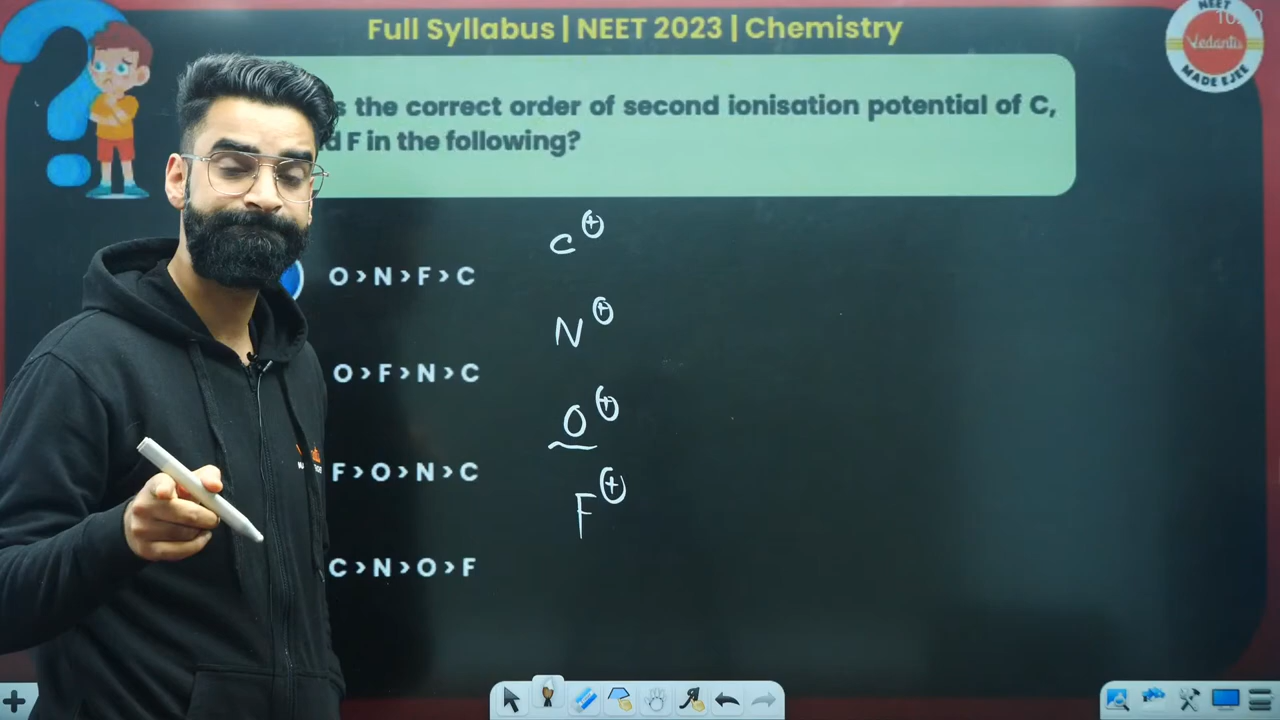 Full Syllabus | NEET 2023 | Chemistry
NEET
Vedantu
MADE EJEE
the correct order of second ionisation potential of C,
F in the following?
O > N > F > C
O > F > N > C
F > O > N > C
C > N > O > F
C⊕
N⊕
O⊕
F⊕